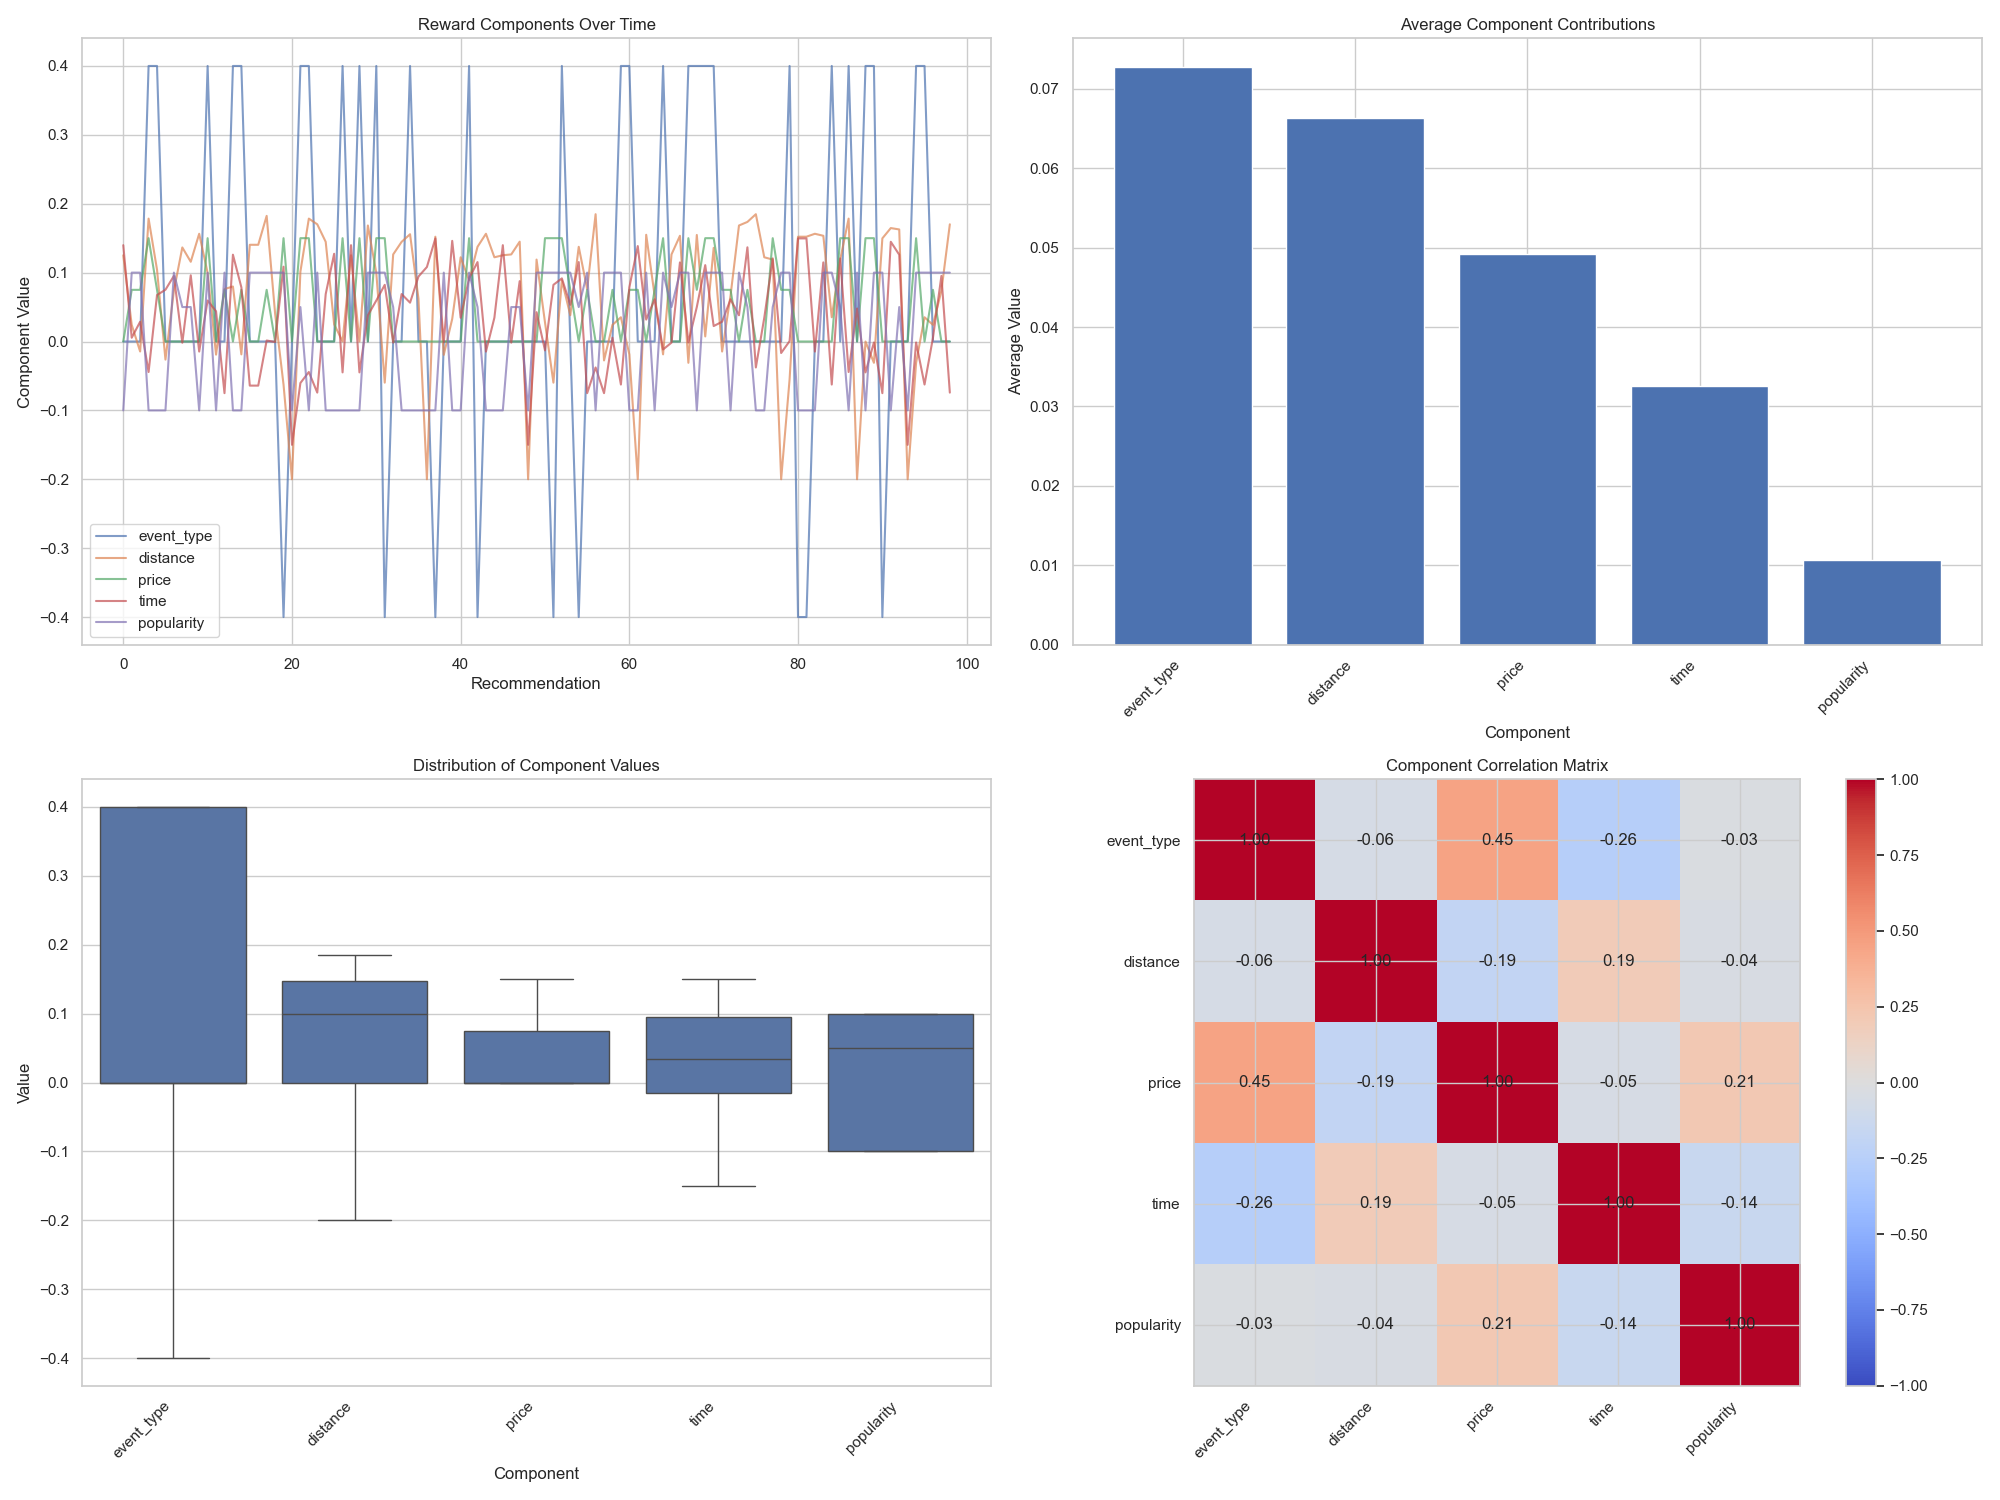 Reward Components Over Time
Component Value
0.4
0.3
0.2
0.1
0.0
−0.1
−0.2
−0.3
−0.4
event_type
distance
price
time
popularity
0 20 40 60 80 100
Recommendation
Average Component Contributions
Average Value
0.07
0.06
0.05
0.04
0.03
0.02
0.01
0.00
event_type distance price time popularity
Component
Distribution of Component Values
Value
0.4
0.3
0.2
0.1
0.0
−0.1
−0.2
−0.3
−0.4
event_type distance price time popularity
Component
Component Correlation Matrix
event_type 1.00 -0.06 0.45 -0.26 -0.03
distance -0.06 1.00 -0.19 0.19 -0.04
price 0.45 -0.19 1.00 -0.05 0.21
time -0.26 0.19 -0.05 1.00 -0.14
popularity -0.03 -0.04 0.21 -0.14 1.00
event_type distance price time popularity
1.00
0.75
0.50
0.25
0.00
−0.25
−0.50
−0.75
−1.00